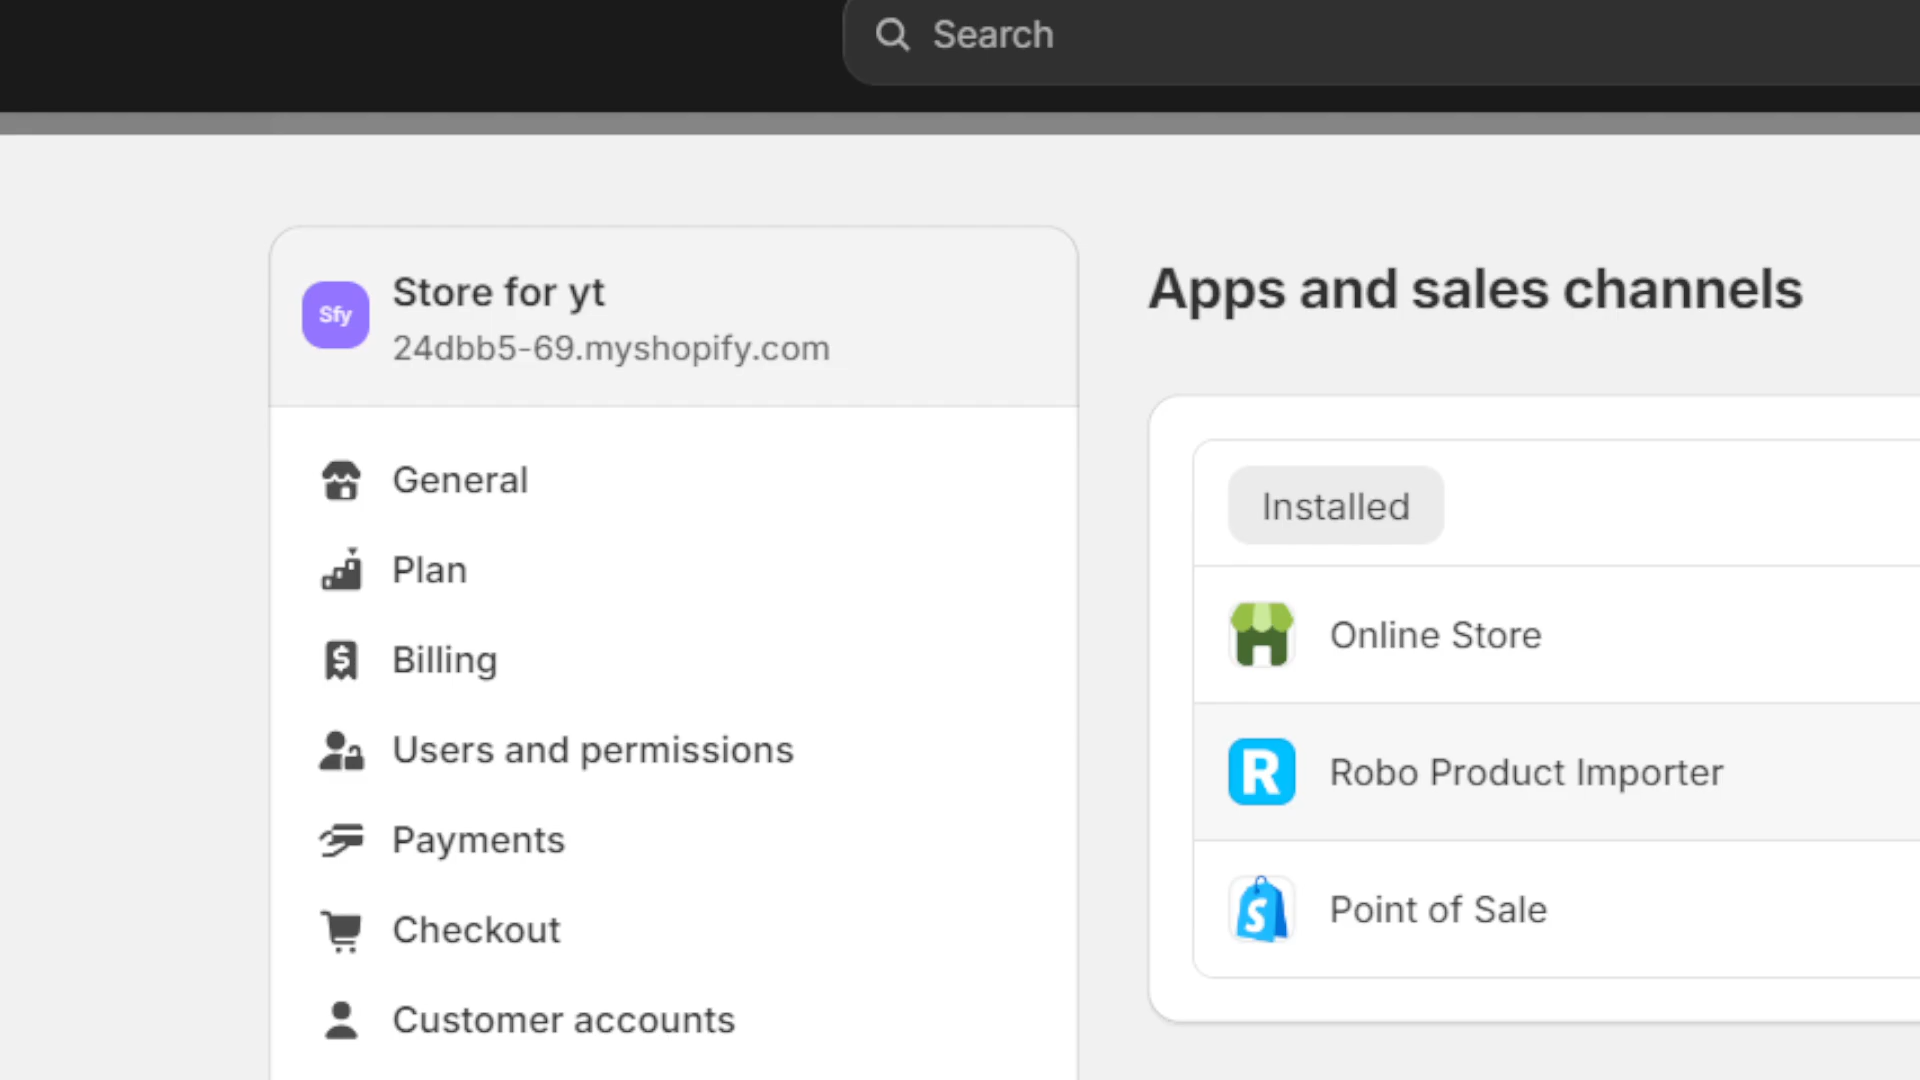 Search
Sfy
Store for yt
24dbb5-69.myshopify.com
General
Plan
Billing
Users and permissions
Payments
Checkout
Customer accounts
Apps and sales channels
Installed
Online Store
R
Robo Product Importer
S
Point of Sale